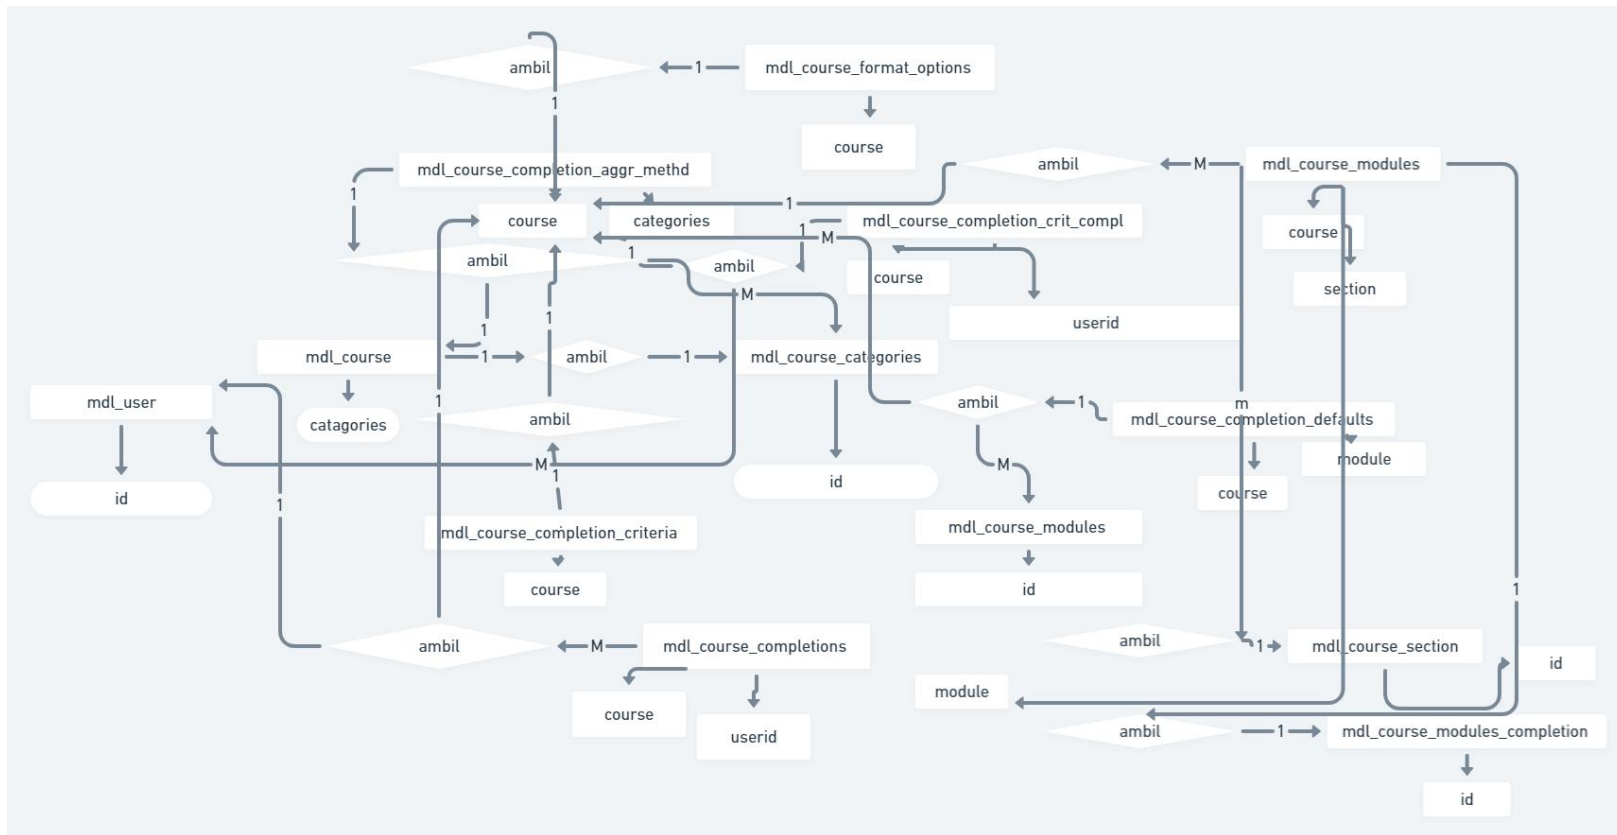 ambil
1
mdl_course_format_options
1
course
mdl_course_completion_aggr_methd
ambil
M
mdl_course_modules
1
1
course
categories
mdl_course_completion_crit_compl
1
M
course
ambil
1
ambil
course
section
M
userid
1
1
mdl_course
1
ambil
1
mdl_course_categories
mdl_user
catagories
1
ambil
ambil
1
m
mdl_course_completion_defaults
M
M
module
id
1
1
id
course
mdl_course_completion_criteria
mdl_course_modules
course
id
1
ambil
M
mdl_course_completions
ambil
1
mdl_course_section
id
course
userid
module
ambil
1
mdl_course_modules_completion
id